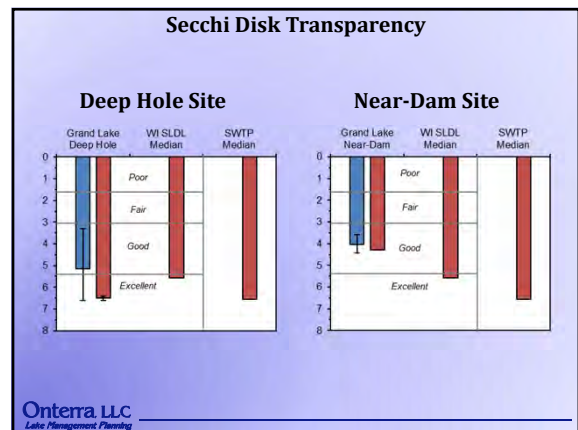 Secchi Disk Transparency
Deep Hole Site
Near-Dam Site
Grand Lake WI SLDL SWTP
Deep Hole Median Median
0
1
2
3
4
5
6
7
8
Poor
Fair
Good
Excellent
Grand Lake WI SLDL SWTP
Near-Dam Median Median
0
1
2
3
4
5
6
7
8
Poor
Fair
Good
Excellent
Onterra LLC
Lake Management Planning